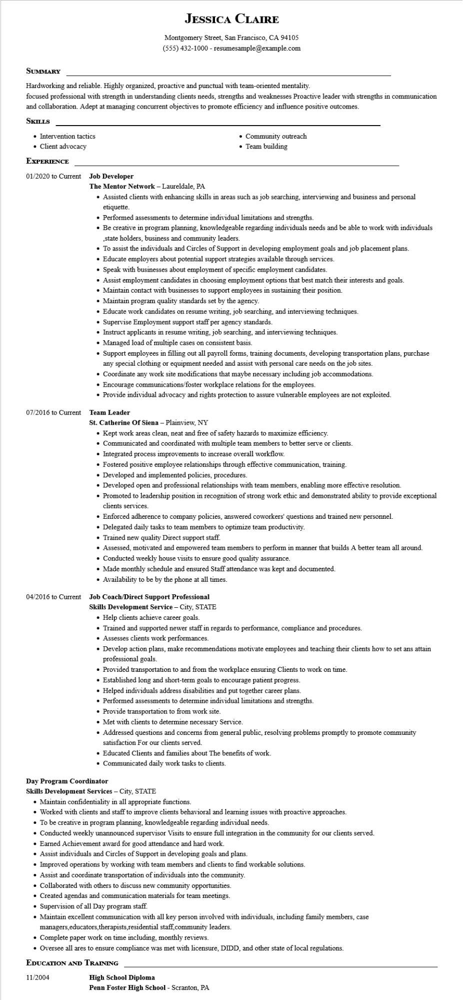 Jessica Claire
Montgomery Street, San Francisco, CA 94105
(555) 432-1000 - resumesample@example.com
Summary
Hardworking and reliable. Highly organized, proactive and punctual with team-oriented mentality.
focused professional with strength in understanding clients needs, strengths and weaknesses Proactive leader with strengths in communication
and collaboration. Adept at managing concurrent objectives to promote efficiency and influence positive outcomes.
Skills
• Intervention tactics
• Client advocacy
• Community outreach
• Team building
Experience
01/2020 to Current Job Developer
The Mentor Network – Laureldale, PA
• Assisted clients with enhancing skills in areas such as job searching, interviewing and business and personal
etiquette.
• Performed assessments to determine individual limitations and strengths.
• Be creative in program planning, knowledgeable regarding individuals needs and be able to work with individuals
,state holders, business and community leaders.
• To assist the individuals and Circles of Support in developing employment goals and job placement plans.
• Educate employers about potential support strategies available through services.
• Speak with businesses about employment of specific employment candidates.
• Assist employment candidates in choosing employment options that best match their interests and goals.
• Maintain contact with businesses to support employees in sustaining their position.
• Maintain program quality standards set by the agency.
• Educate work candidates on resume writing, job searching, and interviewing techniques.
• Supervise Employment support staff per agency standards.
• Instruct applicants in resume writing, job searching, and interviewing techniques.
• Managed load of multiple cases on consistent basis.
• Support employees in filling out all payroll forms, training documents, developing transportation plans, purchase
any special clothing or equipment needed and assist with personal care needs on the job sites.
• Coordinate any work site modifications that maybe necessary including job accommodations.
• Encourage communications/foster workplace relations for the employees.
• Provide individual advocacy and rights protection to assure vulnerable employees are not exploited.
07/2016 to Current Team Leader
St. Catherine Of Siena – Plainview, NY
• Kept work areas clean, neat and free of safety hazards to maximize efficiency.
• Communicated and coordinated with multiple team members to better serve or clients.
• Integrated process improvements to increase overall workflow.
• Fostered positive employee relationships through effective communication, training.
• Developed and implemented policies, procedures.
• Developed open and professional relationships with team members, enabling more effective resolution.
• Promoted to leadership position in recognition of strong work ethic and demonstrated ability to provide exceptional
clients services.
• Enforced adherence to company policies, answered coworkers' questions and trained new personnel.
• Delegated daily tasks to team members to optimize team productivity.
• Trained new quality Direct support staff.
• Assessed, motivated and empowered team members to perform in manner that builds A better team all around.
• Conducted weekly house visits to ensure good quality assurance.
• Made monthly schedule and ensured Staff attendance was kept and documented.
• Availability to be by the phone at all times.
04/2016 to Current Job Coach/Direct Support Professional
Skills Development Service – City, STATE
• Help clients achieve career goals.
• Trained and supported newer staff in regards to performance, compliance and procedures.
• Assesses clients work performances.
• Develop action plans, make recommendations motivate employees and teaching their clients how to set ans attain
professional goals.
• Provided transportation to and from the workplace ensuring Clients to work on time.
• Established long and short-term goals to encourage patient progress.
• Helped individuals address disabilities and put together career plans.
• Performed assessments to determine individual limitations and strengths.
• Provide transportation to from work site.
• Met with clients to determine necessary Service.
• Addressed questions and concerns from general public, resolving problems promptly to promote community
satisfaction For our clients served.
• Educated Clients and families about The benefits of work.
• Communicated daily work tasks to clients.
Day Program Coordinator
Skills Development Services – City, STATE
• Maintain confidentiality in all appropriate functions.
• Worked with clients and staff to improve clients behavioral and learning issues with proactive approaches.
• To be creative in program planning, knowledgeable regarding individual needs.
• Conducted weekly unannounced supervisor Visits to ensure full integration in the community for our clients served.
• Earned Achievement award for good attendance and hard work.
• Assist individuals and Circles of Support in developing goals and plans.
• Improved operations by working with team members and clients to find workable solutions.
• Assist and coordinate transportation of individuals into the community.
• Collaborated with others to discuss new community opportunities.
• Created agendas and communication materials for team meetings.
• Supervision of all Day program staff.
• Maintain excellent communication with all key person involved with individuals, including family members, case
managers,educators,therapists,residential staff,community leaders.
• Complete paper work on time including, monthly reviews.
• Oversee all ares to ensure compliance was met with licensure, DIDD, and other state of local regulations.
Education and Training
11/2004 High School Diploma
Penn Foster High School - Scranton, PA